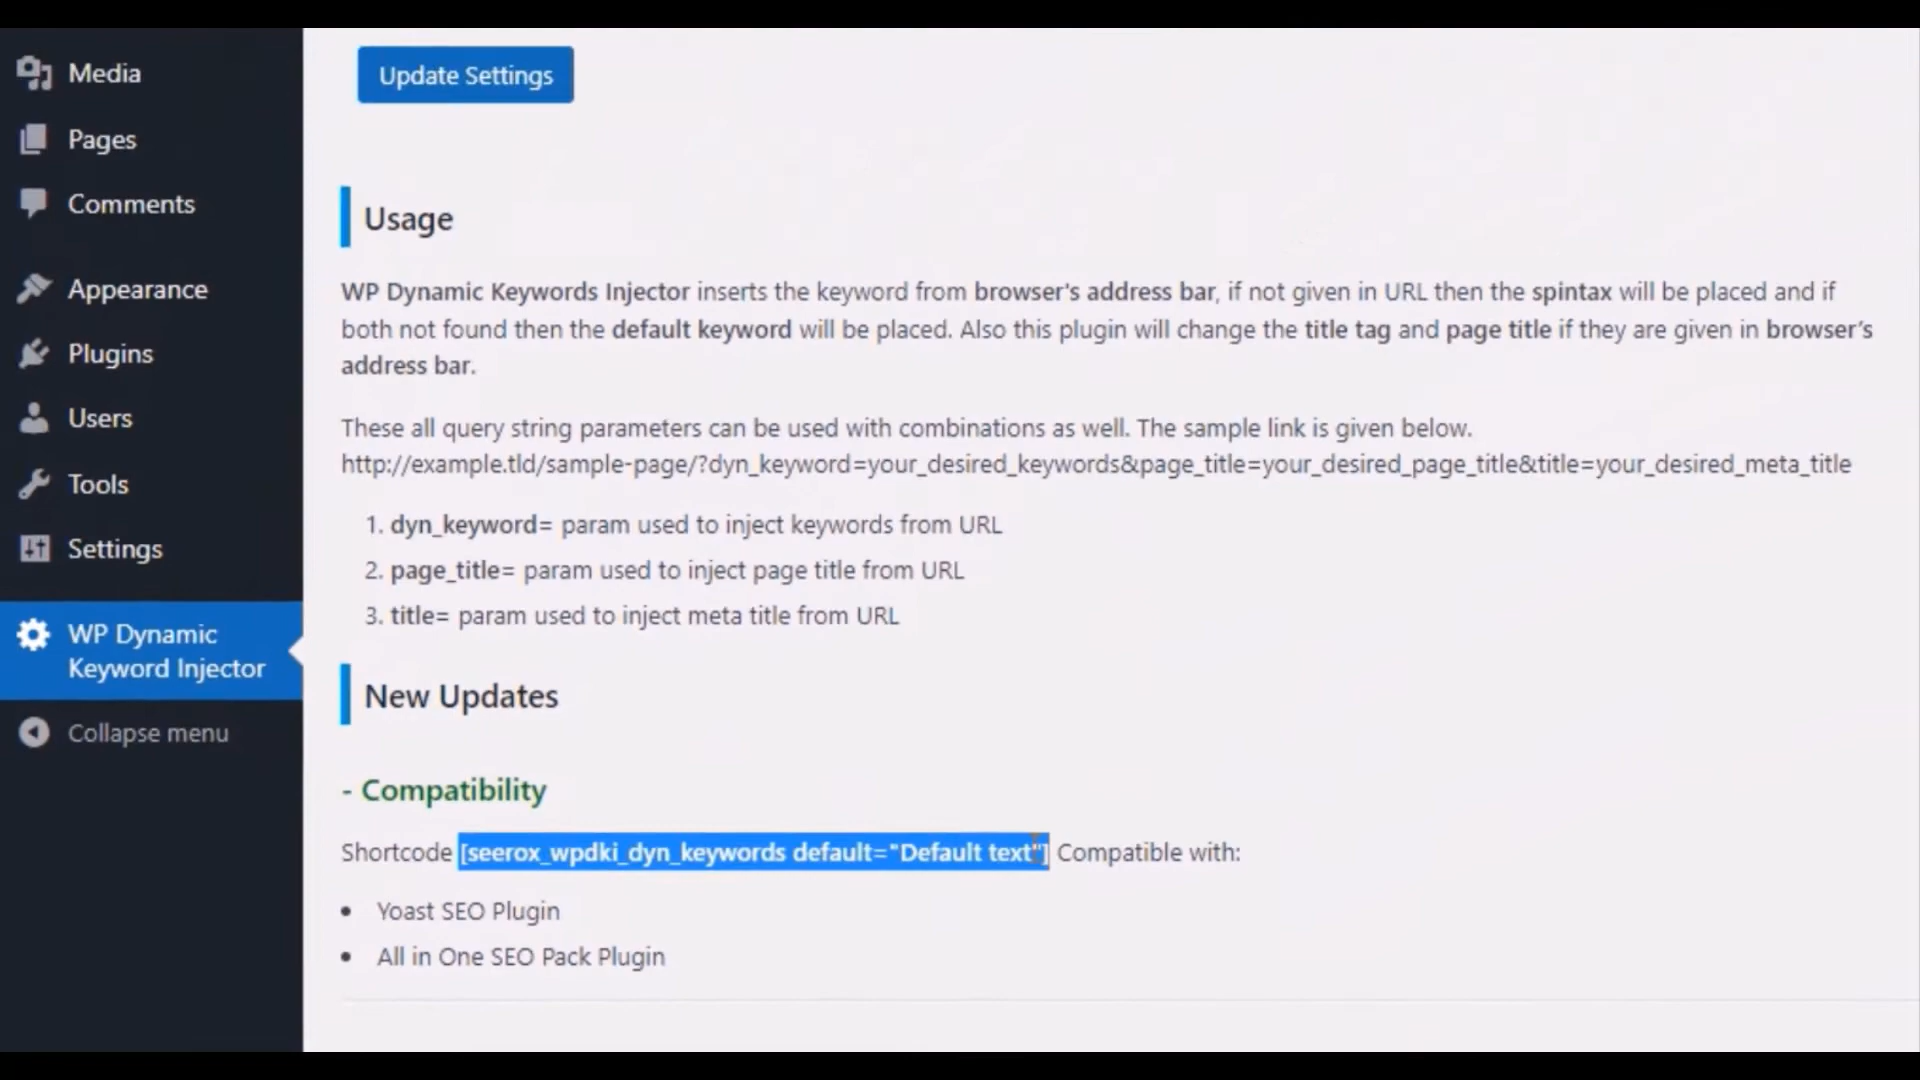 Media
Pages
Comments
Appearance
Plugins
Users
Tools
Settings
WP Dynamic
Keyword Injector
Collapse menu
Update Settings
Usage
WP Dynamic Keywords Injector inserts the keyword from browser's address bar, if not given in URL then the spintax will be placed and if
both not found then the default keyword will be placed. Also this plugin will change the title tag and page title if they are given in browser's
address bar.
These all query string parameters can be used with combinations as well. The sample link is given below.
http://example.tld/sample-page/?dyn_keyword=your_desired_keywords&page_title=your_desired_page_title&title=your_desired_meta_title
1. dyn_keyword= param used to inject keywords from URL
2. page_title= param used to inject page title from URL
3. title= param used to inject meta title from URL
New Updates
- Compatibility
Shortcode [seerox_wpdki_dyn_keywords default="Default text"] Compatible with:
• Yoast SEO Plugin
• All in One SEO Pack Plugin